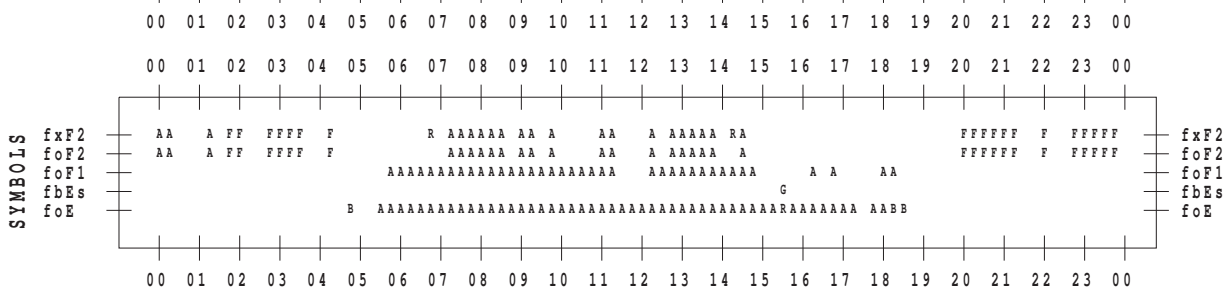 00 01 02 03 04 05 06 07 08 09 10 11 12 13 14 15 16 17 18 19 20 21 22 23 00
00 01 02 03 04 05 06 07 08 09 10 11 12 13 14 15 16 17 18 19 20 21 22 23 00
SYMBOLS
fxF2 AA A FF FFFF F R AAAAAA AA A AA A AAAAA RA FFFFFF F FFFFF fxF2
foF2 AA A FF FFFF F AAAAAA AA A AA A AAAAA A FFFFFF F FFFFF foF2
foF1 AAAAAAAAAAAAAAAAAAAAAAA AAAAAAAAAAA A A AA foF1
fbEs G fbEs
foE B AAAAAAAAAAAAAAAAAAAAAAAAAAAAAAAAAAAAAAAARAAAAAAA AABB foE
00 01 02 03 04 05 06 07 08 09 10 11 12 13 14 15 16 17 18 19 20 21 22 23 00